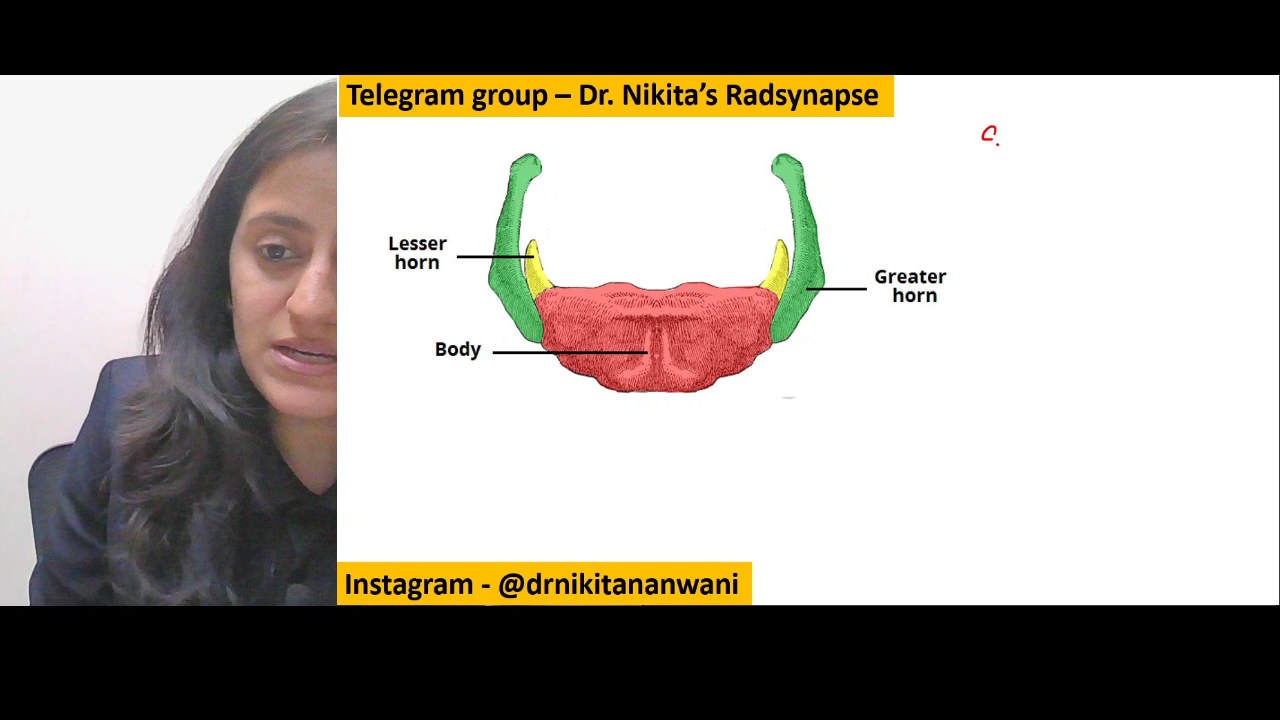 Telegram group – Dr. Nikita’s Radsynapse
Lesser
horn
Greater
horn
Body
Instagram - @drnikitananwani